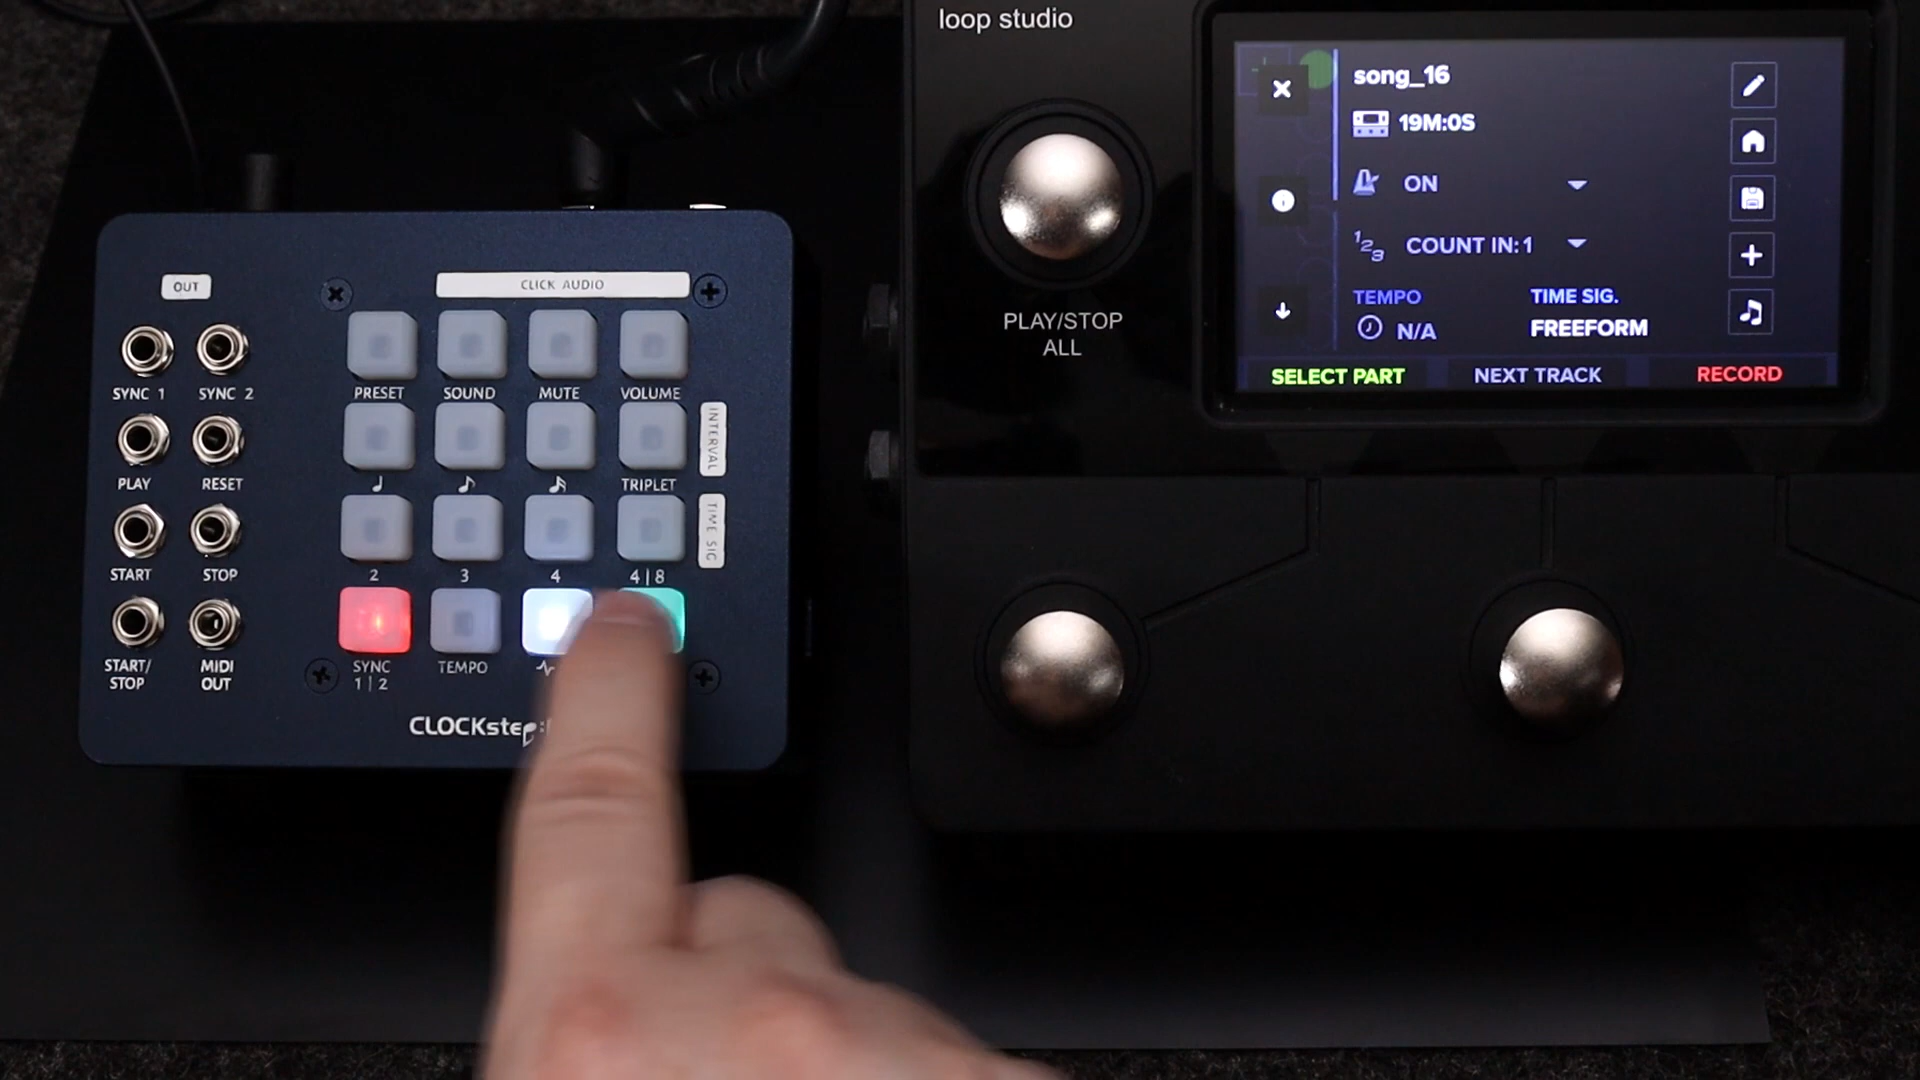 loop studio
song_16
19M:0S
ON
123 COUNT IN:1
TEMPO
N/A
TIME SIG.
FREEFORM
SELECT PART
NEXT TRACK
RECORD
PLAY/STOP
ALL
OUT
CLICK AUDIO
SYNC 1
SYNC 2
PLAY
RESET
START
STOP
START/
STOP
MIDI
OUT
PRESET
SOUND
MUTE
VOLUME
INTERVAL
TRIPLET
TIME SIG
2
3
4
4|8
SYNC
1|2
TEMPO
CLOCKstep: